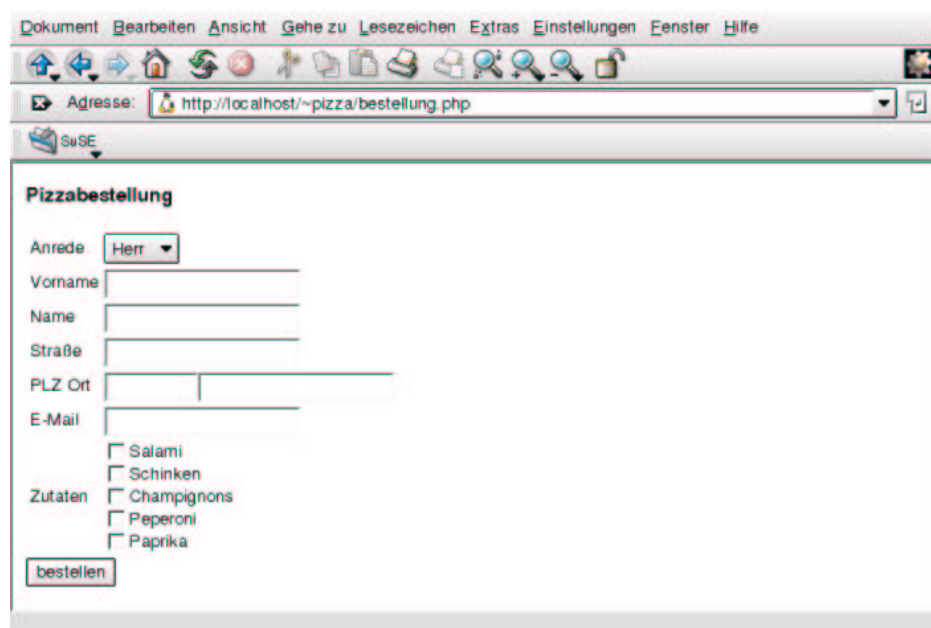 Dokument Bearbeiten Ansicht Gehe zu Lesezeichen Extras Einstellungen Fenster Hilfe
Adresse: http://localhost/~pizza/bestellung.php
SuSE
Pizzabestellung
Anrede Herr
Vorname
Name
Straße
PLZ Ort
E-Mail
Salami
Schinken
Zutaten Champignons
Peperoni
Paprika
bestellen